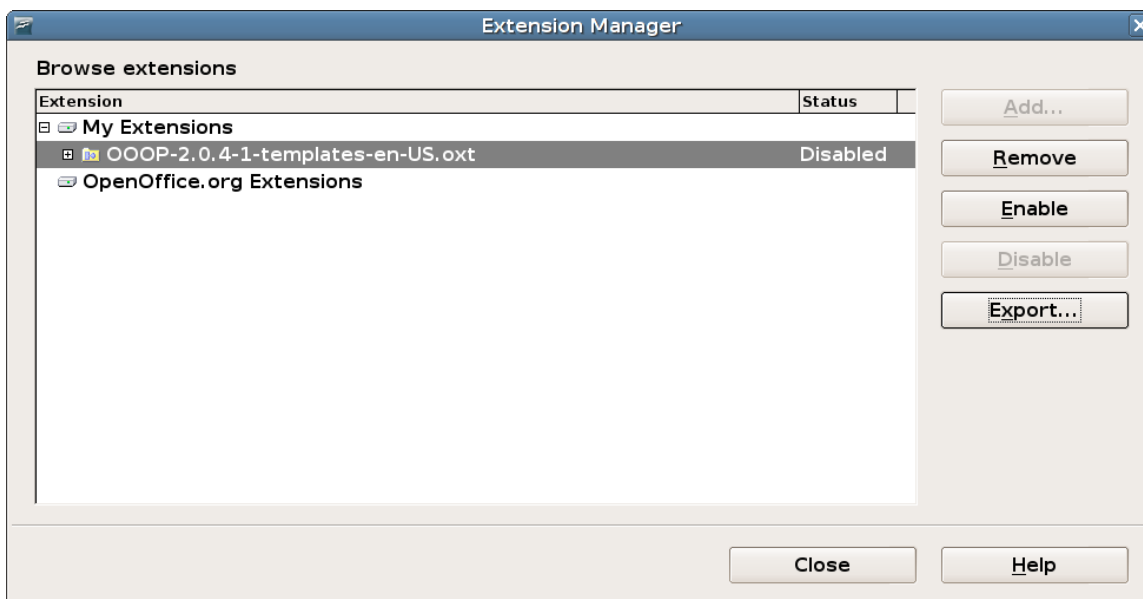 Extension Manager
Browse extensions
Extension Status
My Extensions
OOOP-2.0.4-1-templates-en-US.oxt Disabled
OpenOffice.org Extensions
Add...
Remove
Enable
Disable
Export...
Close Help